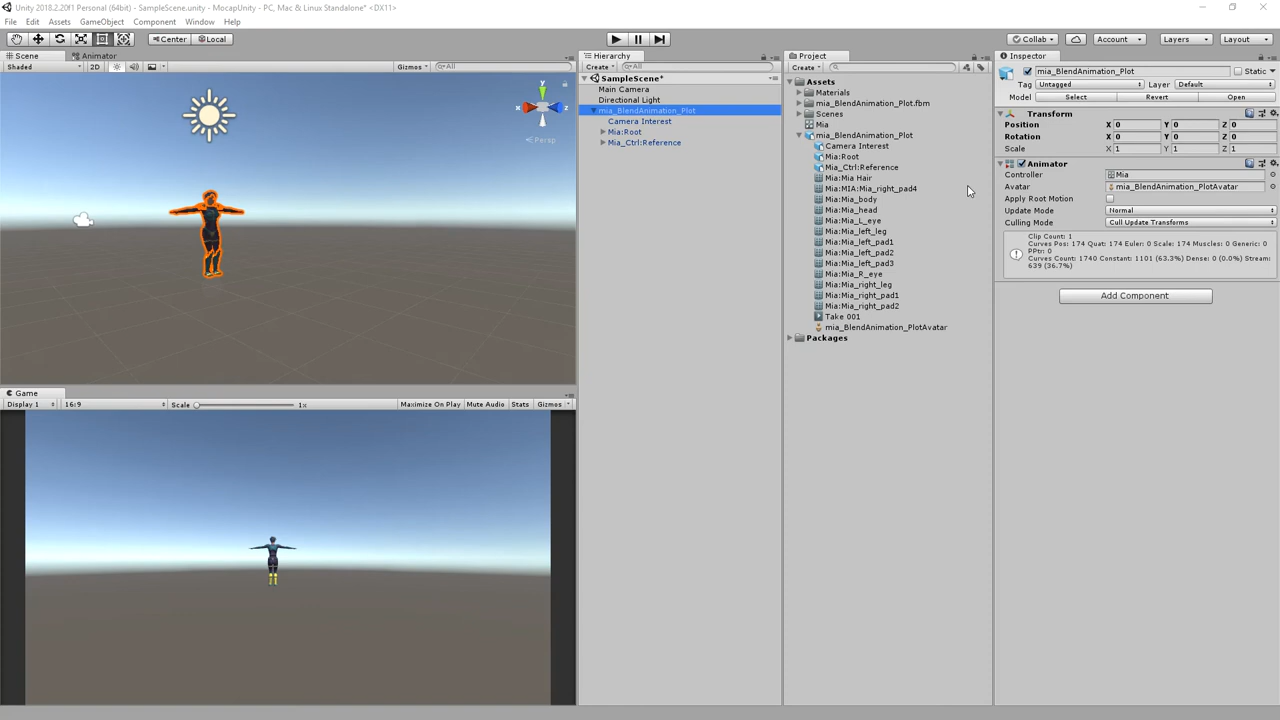 Unity 2018.2.20f1 Personal (64bit) - SampleScene.unity - MocapUnity - PC, Mac & Linux Standalone* <DX11>
File Edit Assets GameObject Component Window Help
Center Local Collab Account Layers Layout
Scene Animator
Shaded 2D Gizmos All
y
x z
Persp
Game
Display 1 16:9 Scale 1x Maximize On Play Mute Audio Stats Gizmos
Hierarchy
Create All
SampleScene*
Main Camera
Directional Light
mia_BlendAnimation_Plot
Camera Interest
Mia:Root
Mia_Ctrl:Reference
Project
Create
Assets
Materials
mia_BlendAnimation_Plot.fbm
Scenes
Mia
mia_BlendAnimation_Plot
Camera Interest
Mia:Root
Mia_Ctrl:Reference
Mia:Mia Hair
Mia:MIA:Mia_right_pad4
Mia:Mia_body
Mia:Mia_head
Mia:Mia_L_eye
Mia:Mia_left_leg
Mia:Mia_left_pad1
Mia:Mia_left_pad2
Mia:Mia_left_pad3
Mia:Mia_R_eye
Mia:Mia_right_leg
Mia:Mia_right_pad1
Mia:Mia_right_pad2
Take 001
mia_BlendAnimation_PlotAvatar
Packages
Inspector
mia_BlendAnimation_Plot Static
Tag Untagged Layer Default
Model Select Revert Open
Transform
Position X 0 Y 0 Z 0
Rotation X 0 Y 0 Z 0
Scale X 1 Y 1 Z 1
Animator
Controller Mia
Avatar mia_BlendAnimation_PlotAvatar
Apply Root Motion
Update Mode Normal
Culling Mode Cull Update Transforms
Clip Count: 1
Curves Pos: 174 Quat: 174 Euler: 0 Scale: 174 Muscles: 0 Generic: 0
PPtr: 0
Curves Count: 1740 Constant: 1101 (63.3%) Dense: 0 (0.0%) Stream:
639 (36.7%)
Add Component